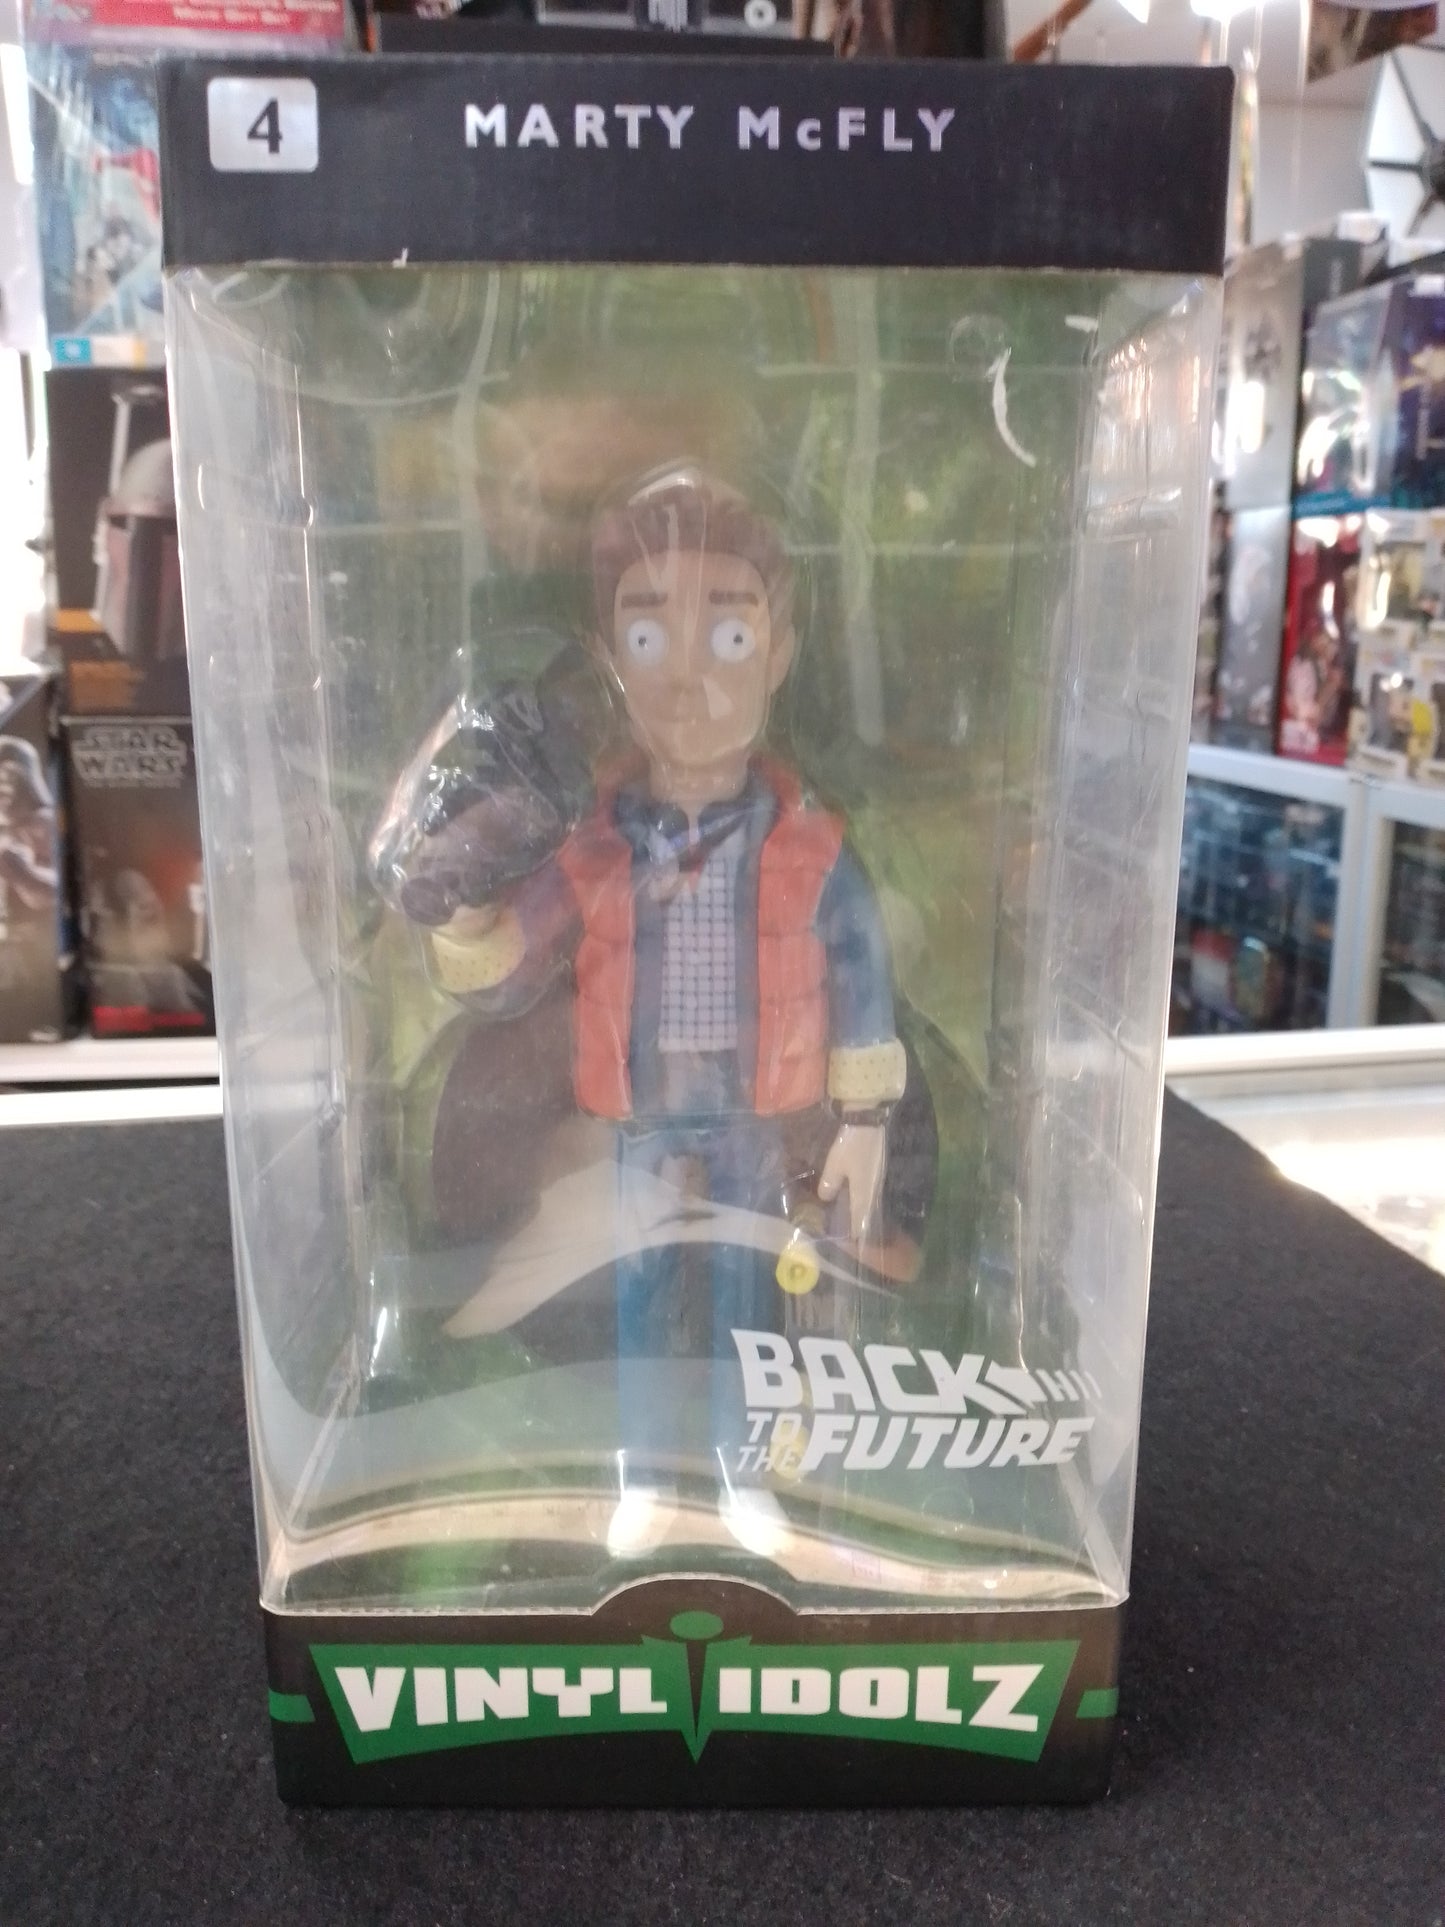 4
MARTY McFLY
STAR
WARS
BACK
TO
THE
FUTURE
VINYL IDOLZ